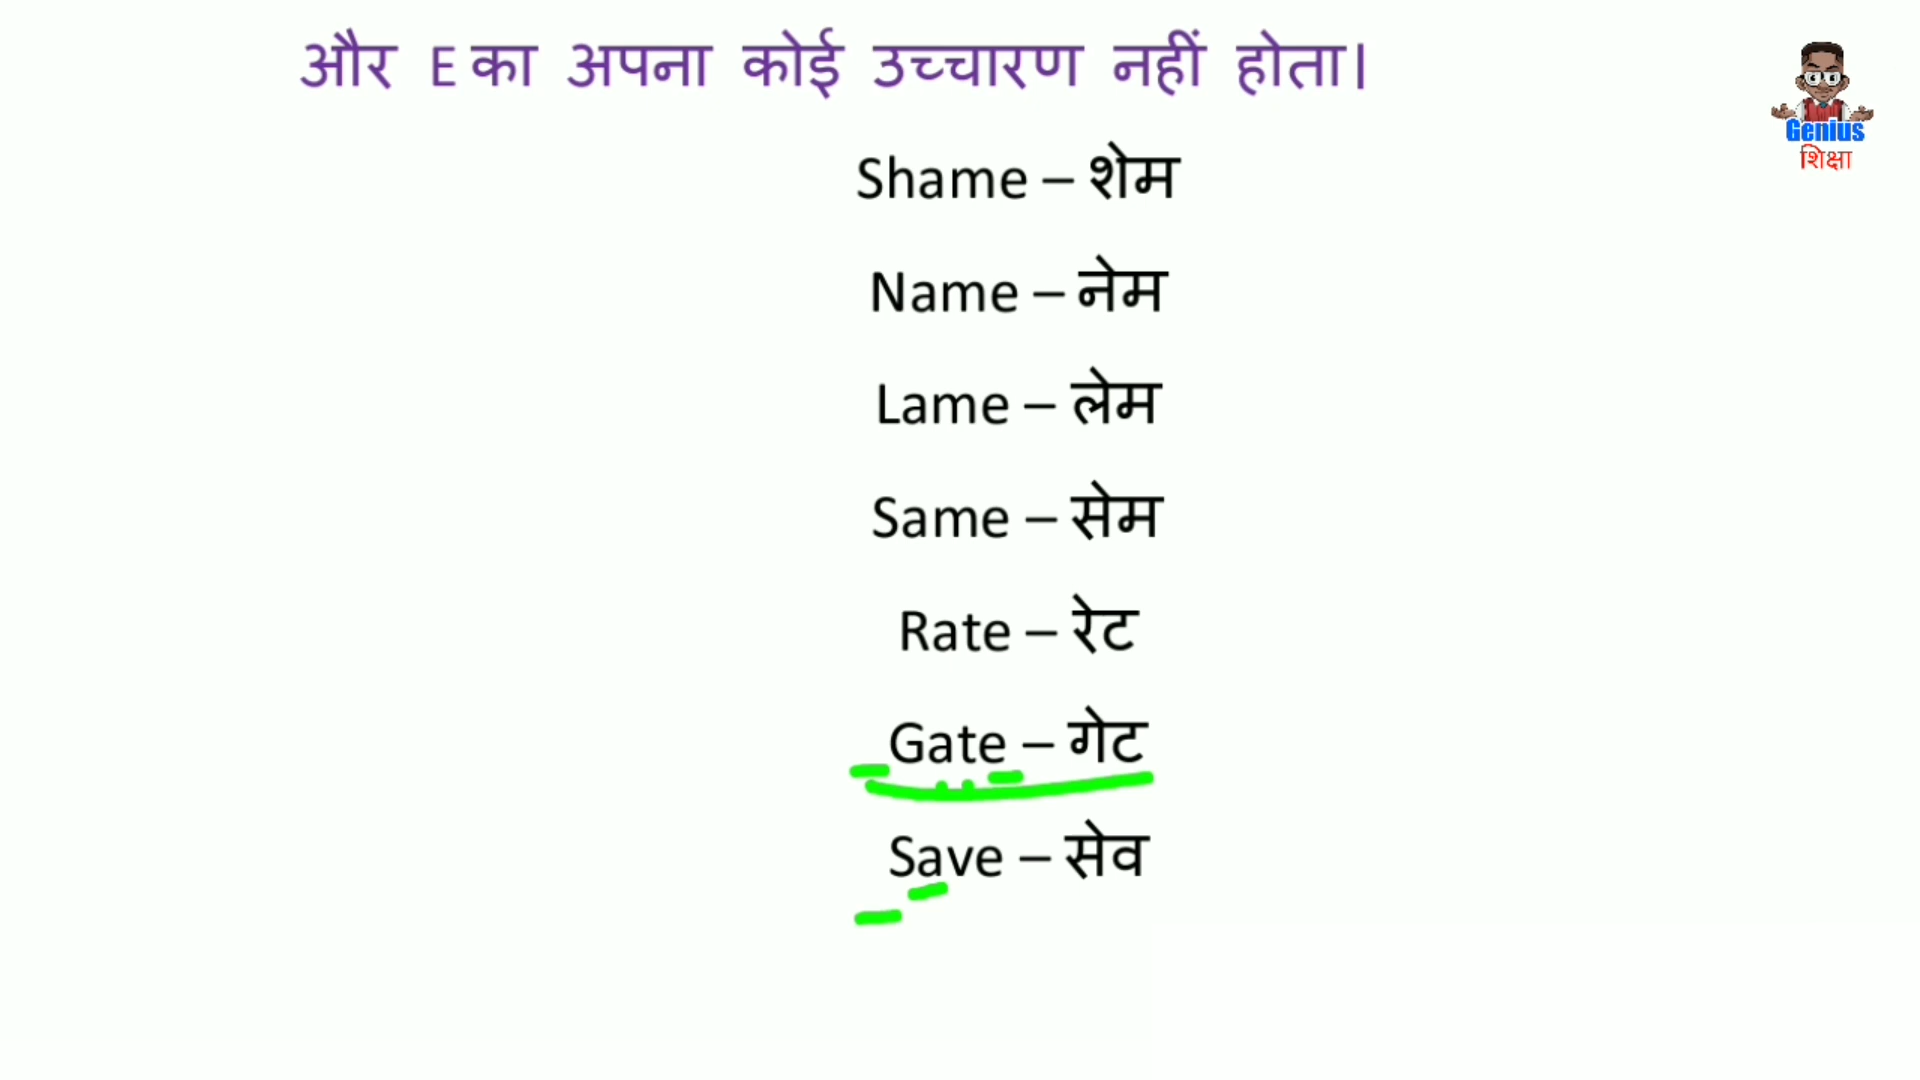 और E का अपना कोई उच्चारण नहीं होता।
Genius
शिक्षा
Shame – शेम
Name – नेम
Lame – लेम
Same – सेम
Rate – रेट
Gate – गेट
Save – सेव